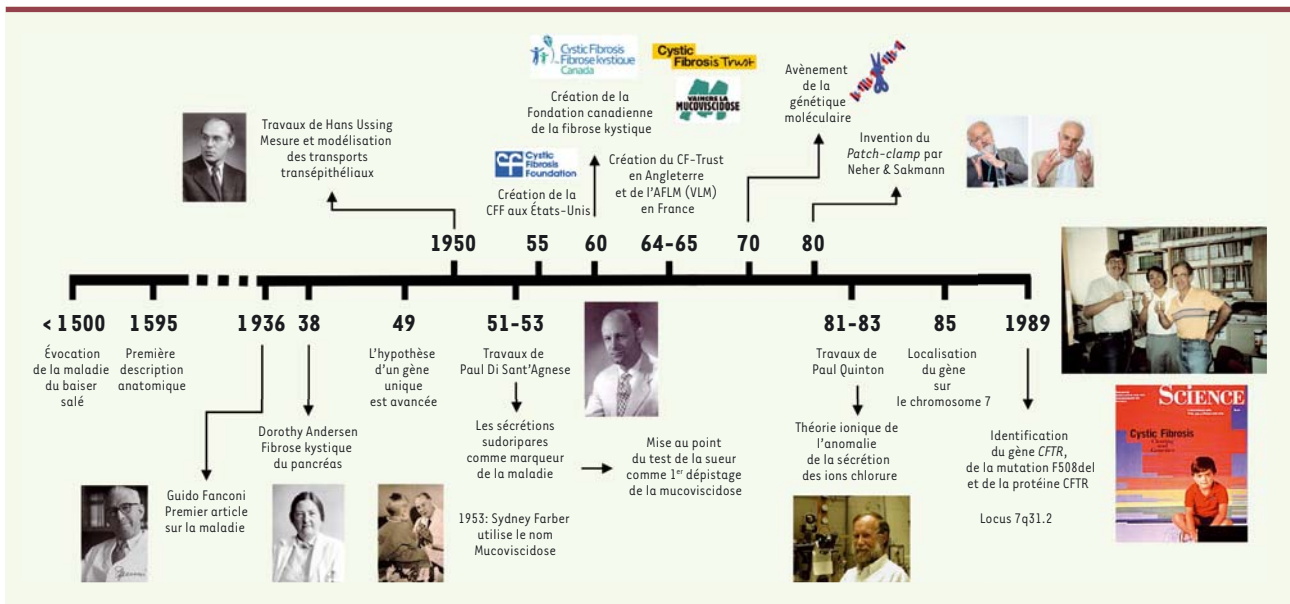 Cystic Fibrosis
Fibrose kystique
Canada
Cystic
Fibrosis Trust
VAINCRE LA
MUCOVISCIDOSE
Création de la
Fondation canadienne
de la fibrose kystique
Avènement
de la
génétique
moléculaire
Travaux de Hans Ussing
Mesure et modélisation
des transports
transépithéliaux
Cystic
Fibrosis
Foundation
Création de la
CFF aux États-Unis
Création du CF-Trust
en Angleterre
et de l'AFLM (VLM)
en France
Invention du
Patch-clamp par
Neher & Sakmann
1950 55 60 64-65 70 80
< 1500 1595 1936 38 49 51-53 81-83 85 1989
Évocation
de la maladie
du baiser
salé
Première
description
anatomique
Guido Fanconi
Premier article
sur la maladie
Dorothy Andersen
Fibrose kystique
du pancréas
L'hypothèse
d'un gène
unique
est avancée
Travaux de
Paul Di Sant'Agnese
Les sécrétions
sudoripares
comme marqueur
de la maladie
1953: Sydney Farber
utilise le nom
Mucoviscidose
Mise au point
du test de la sueur
comme 1er dépistage
de la mucoviscidose
Travaux de
Paul Quinton
Théorie ionique de
l'anomalie
de la sécrétion
des ions chlorure
Localisation
du gène
sur
le chromosome 7
Identification
du gène CFTR,
de la mutation F508del
et de la protéine CFTR
Locus 7q31.2
SCIENCE
Cystic Fibrosis